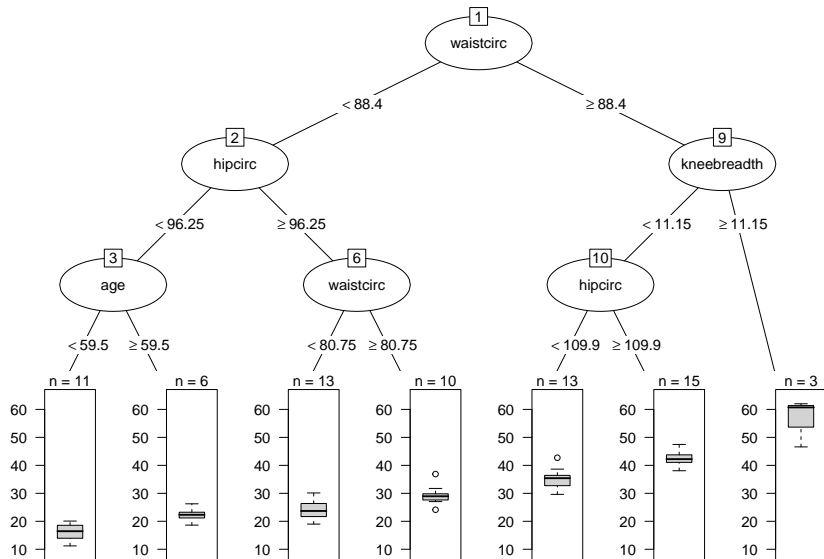 1
waistcirc
< 88.4 ≥ 88.4
2 9
hipcirc kneebreadth
< 96.25 ≥ 96.25 < 11.15 ≥ 11.15
3 6 10
age waistcirc hipcirc
< 59.5 ≥ 59.5 < 80.75 ≥ 80.75 < 109.9 ≥ 109.9
n = 11 n = 6 n = 13 n = 10 n = 13 n = 15 n = 3
60 60 60 60 60 60 60
50 50 50 50 50 50 50
40 40 40 40 40 40 40
30 30 30 30 30 30 30
20 20 20 20 20 20 20
10 10 10 10 10 10 10